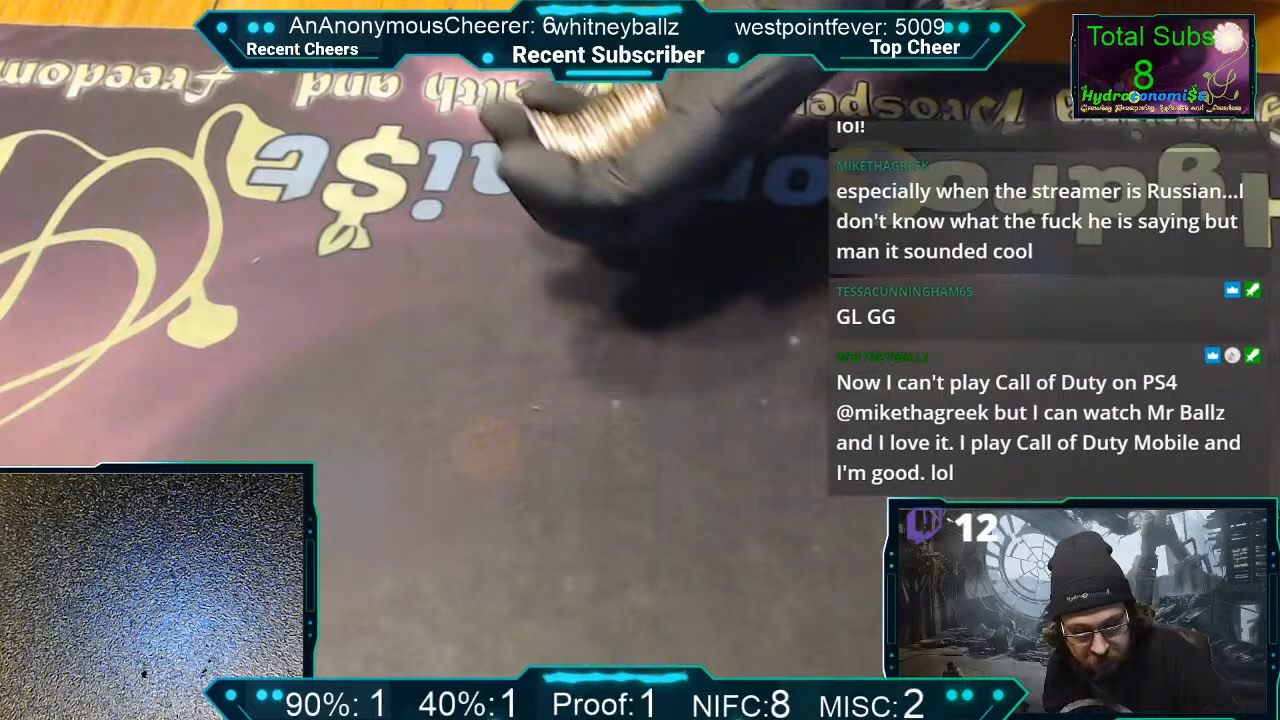 AnAnonymousCheerer: 6
Recent Cheers
whitneyballz
Recent Subscriber
westpointfever: 5009
Top Cheer
Total Subs
8
Hydroconomi$e
lol!
MIKETHAGREEK
especially when the streamer is Russian...I
don't know what the fuck he is saying but
man it sounded cool
TESSACUNNINGHAM65
GL GG
WHITNEYBALLZ
Now I can't play Call of Duty on PS4
@mikethagreek but I can watch Mr Ballz
and I love it. I play Call of Duty Mobile and
I'm good. lol
12
90%: 1
40%: 1
Proof: 1
NIFC:8
MISC: 2